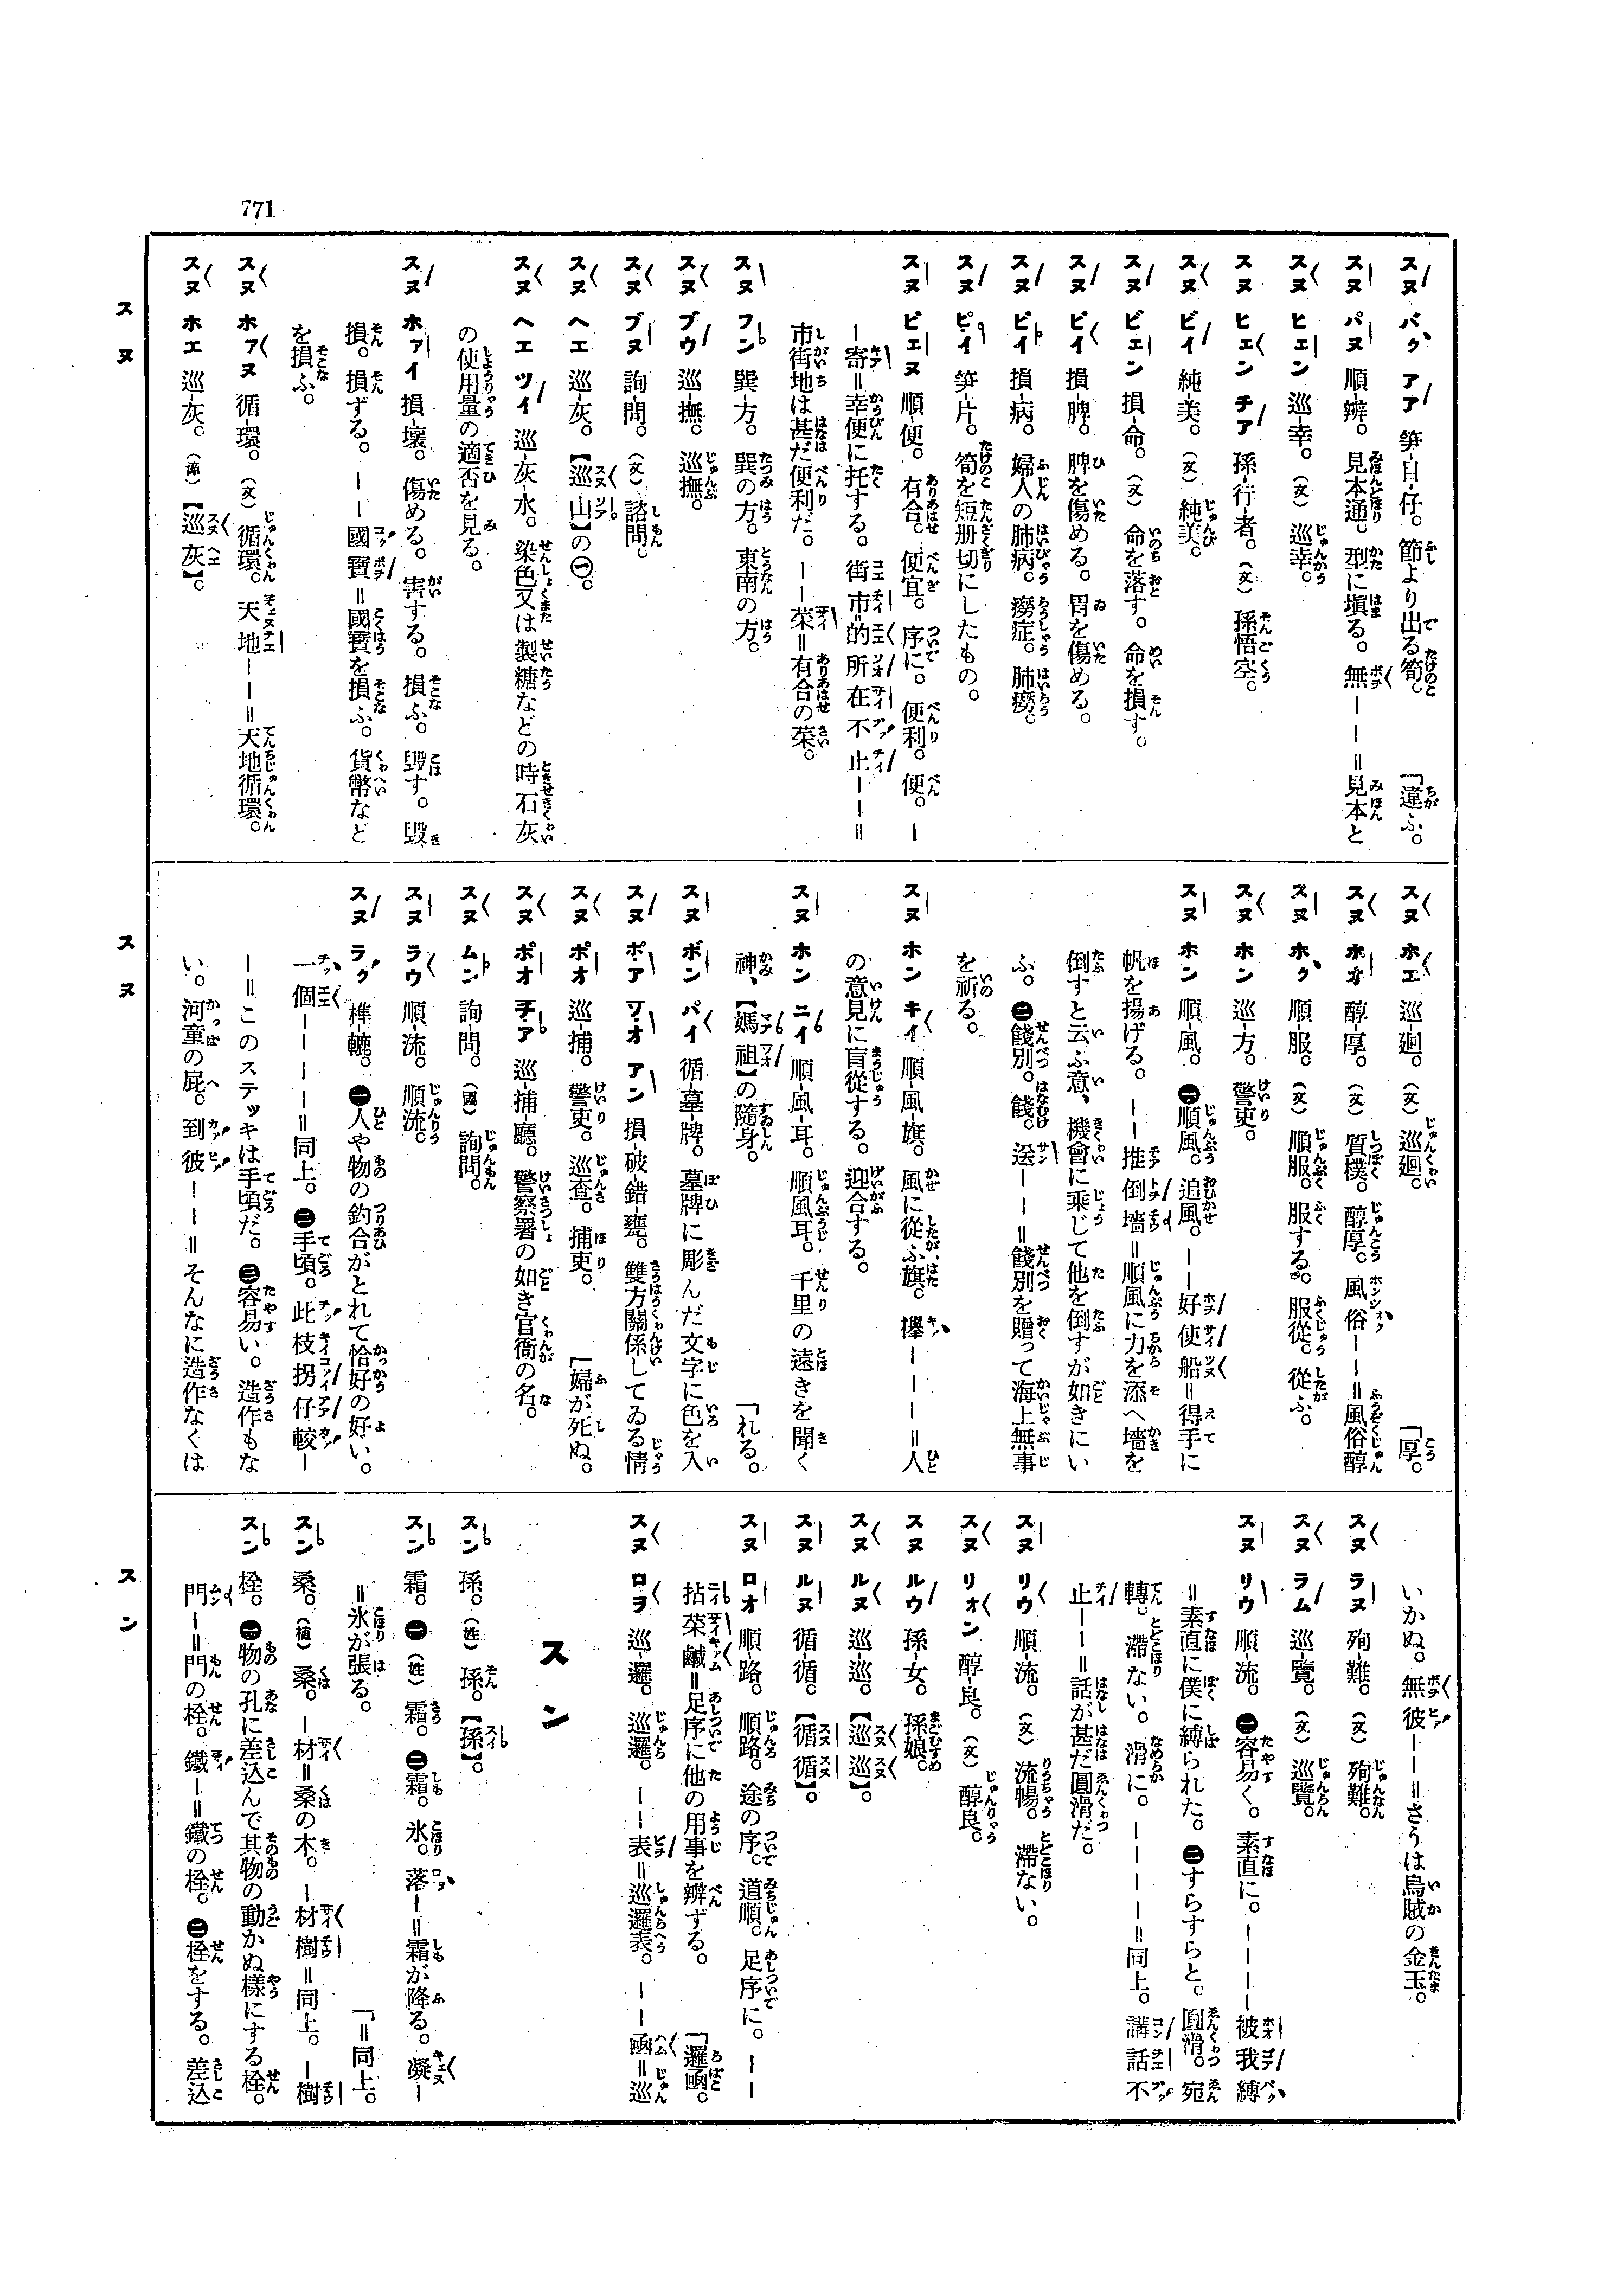 771
スヌ バㇰ アア 笋-目-仔。節より出る筍。 「違ふ。
スヌ パヌ 順-辨。見本通。型に塡る。無ーー＝見本と
スヌ ヒェン 巡-幸。（文）巡幸。
スヌ ヒェン チア 孫-行-者。（文）孫悟空。
スヌ ビイ 純-美。（文）純美。
スヌ ビェン 損-命。（文）命を落す。命を損す。
スヌ ピイ 損-脾。脾を傷める。胃を傷める。
スヌ ピイ 損-病。婦人の肺病。癆症。肺癆。
スヌ ピイ 笋-片。筍を短册切にしたもの。
スヌ ピェヌ 順-便。有合。便宜。序に。便利。便。ー
ー寄＝幸便に托する。街市的所在不止ーー＝
市街地は甚だ便利だ。ーー菜＝有合の菜。
スヌ フン 巽-方。巽の方。東南の方。
スヌ ブウ 巡-撫。巡撫。
スヌ ブヌ 詢-問。（文）諮問。
スヌ ヘエ 巡-灰。【巡山】の㊀。
スヌ ヘエ ツイ 巡-灰-水。染色又は製糖などの時石灰
の使用量の適否を見る。
スヌ ホァイ 損-壞。傷める。害する。損ふ。毀す。毀
損。損ずる。ーー國寶＝國寶を損ふ。貨幣など
を損ふ。
スヌ ホァヌ 循-環。（文）循環。天地ーー＝天地循環。
スヌ ホエ 巡-灰。（漳）【巡灰】。
スヌ ホエ 巡-迴。（文）巡迴。 「厚。
スヌ ホオ 醇-厚。（文）質樸。醇厚。風俗ーー＝風俗醇
スヌ ホㇰ 順-服。（文）順服。服する。服從。從ふ。
スヌ ホン 巡-方。警吏。
スヌ ホン 順-風。㊀順風。追風。ーー好使船＝得手に
帆を揚げる。ーー推倒墻＝順風に力を添へ墻を
倒すと云ふ意、機會に乘じて他を倒すが如きにい
ふ。㊁餞別。餞。送ーー＝餞別を贈って海上無事
を祈る。
スヌ ホン キイ 順-風-旗。風に從ふ旗。攑ーーー＝人
の意見に盲從する。迎合する。
スヌ ホン ニイ 順-風-耳。順風耳。千里の遠きを聞く
神、【媽祖】の隨身。 「れる。
スヌ ボン パイ 循-墓-牌。墓牌に彫んだ文字に色を入
スヌ ポア ソオ アン 損-破-錯-甕。雙方關係してゐる情
スヌ ポオ 巡-捕。警吏。巡查。捕吏。 「婦が死ぬ。
スヌ ポオ チア 巡-捕-廳。警察署の如き官衙の名。
スヌ ムン 詢-問。（國）詢問。
スヌ ラウ 順-流。順流。
スヌ ラㇰ 榫-轆。㊀人や物の釣合がとれて恰好の好い。
一個ーーーー＝同上。㊁手頃。此枝拐仔較ー
ー＝このステッキは手頃だ。㊂容易い。造作もな
い。河童の屁。到彼ーー＝そんなに造作なくは
いかぬ。無彼ーー＝さうは烏賊の金玉。
スヌ ラヌ 殉-難。（文）殉難。
スヌ ラム 巡-覽。（文）巡覽。
スヌ リウ 順-流。㊀容易く。素直に。ーーーー被我縛
＝素直に僕に縛られた。㊁すらすらと。圓滑。宛
轉。滯ない。滑に。ーーーー＝同上。講話不
止ーー＝話が甚だ圓滑だ。
スヌ リウ 順-流。（文）流暢。滯ない。
スヌ リォン 醇-良。（文）醇良。
スヌ ルウ 孫-女。孫娘。
スヌ ルヌ 巡-巡。【巡巡】。
スヌ ルヌ 循-循。【循循】。
スヌ ロオ 順-路。順路。途の序。道順。足序に。ーー
拈菜鹹＝足序に他の用事を辨ずる。 「邏凾。
スヌ ロヲ 巡-邏。巡邏。ーー表＝巡邏表。ーー凾＝巡
スン
スン 孫。（姓）孫。【孫】。
スン 霜。㊀（姓）霜。㊁霜。氷。落ー＝霜が降る。凝ー
＝氷が張る。 「＝同上。
スン 桑。（植）桑。ー材＝桑の木。ー材樹＝同上。ー樹
スン 栓。㊀物の孔に差込んで其物の動かぬ樣にする栓。
門ー＝門の栓。鐵ー＝鐵の栓。㊁栓をする。差込
スヌ
スヌ
スン